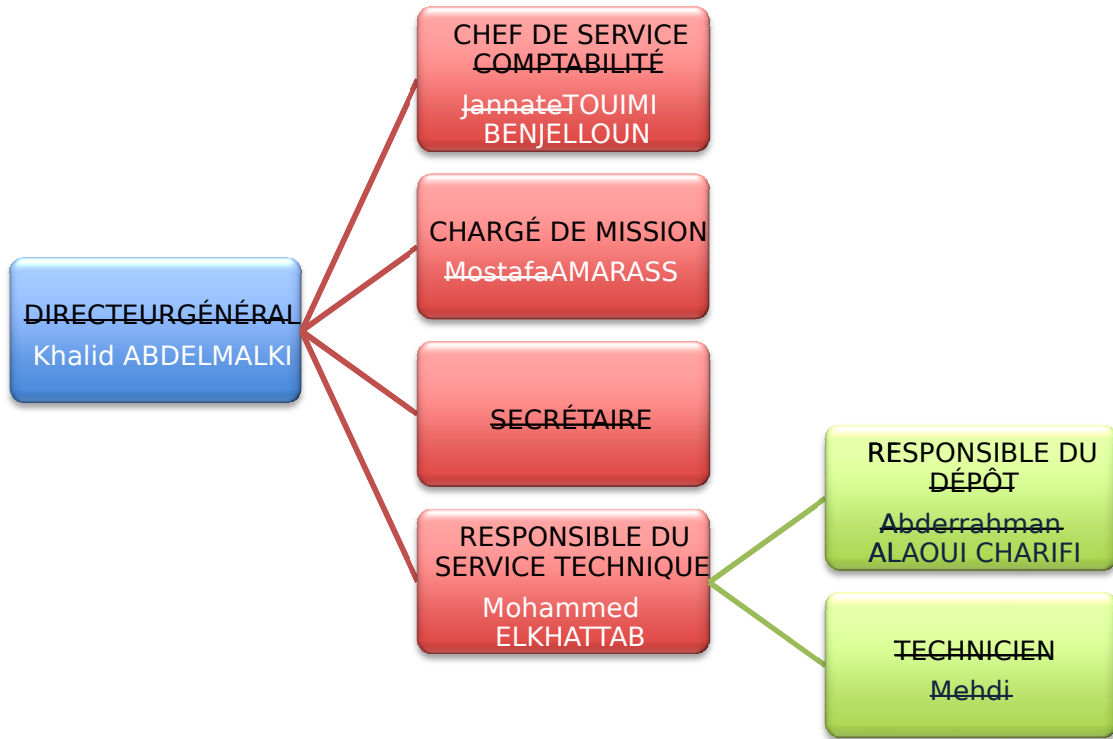 CHEF DE SERVICE
COMPTABILITÉ
JannateTOUIMI
BENJELLOUN
CHARGÉ DE MISSION
MostafaAMARASS
DIRECTEURGÉNÉRAL
Khalid ABDELMALKI
SECRÉTAIRE
RESPONSIBLE DU
SERVICE TECHNIQUE
Mohammed
ELKHATTAB
RESPONSIBLE DU
DÉPÔT
Abderrahman
ALAOUI CHARIFI
TECHNICIEN
Mehdi